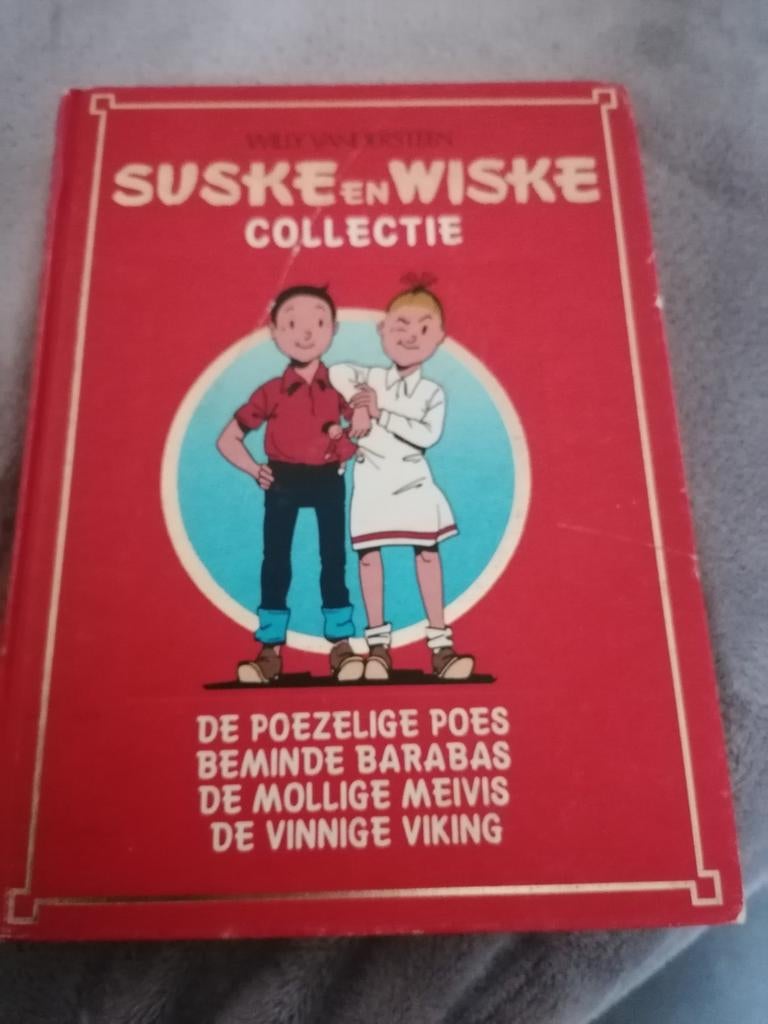 WILLY VANDERSTEEN
SUSKE EN WISKE
COLLECTIE
DE POEZELIGE POES
BEMINDE BARABAS
DE MOLLIGE MEIVIS
DE VINNIGE VIKING